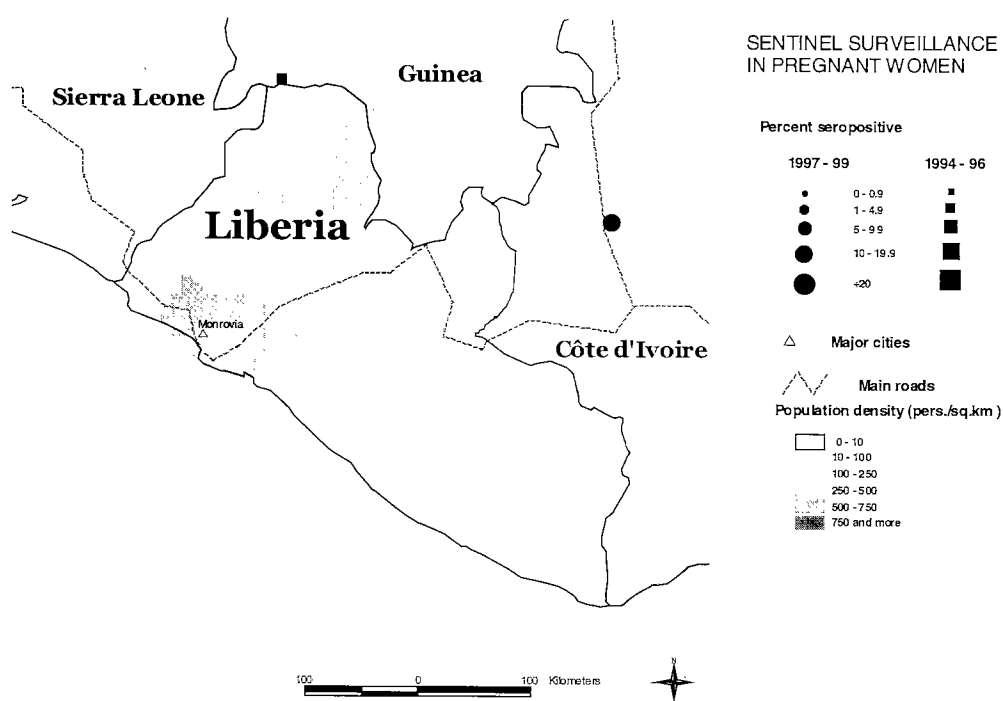 SENTINEL SURVEILLANCE
IN PREGNANT WOMEN
Guinea
Sierra Leone
Liberia
Monrovia
Côte d'Ivoire
Percent seropositive
1997 - 99 1994 - 96
0 - 0.9
1 - 4.9
5 - 9.9
10 - 19.9
+20
Major cities
Main roads
Population density (pers./sq.km)
0 - 10
10 - 100
100 - 250
250 - 500
500 - 750
750 and more
100 0 100 Kilometers
N